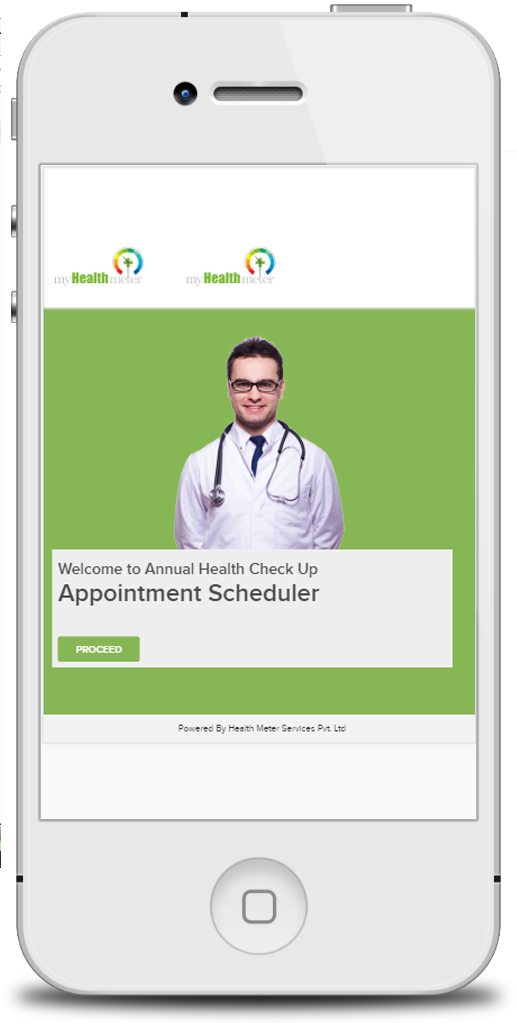 myHealthmeter myHealthmeter
Welcome to Annual Health Check Up
Appointment Scheduler
PROCEED
Powered By Health Meter Services Pvt. Ltd